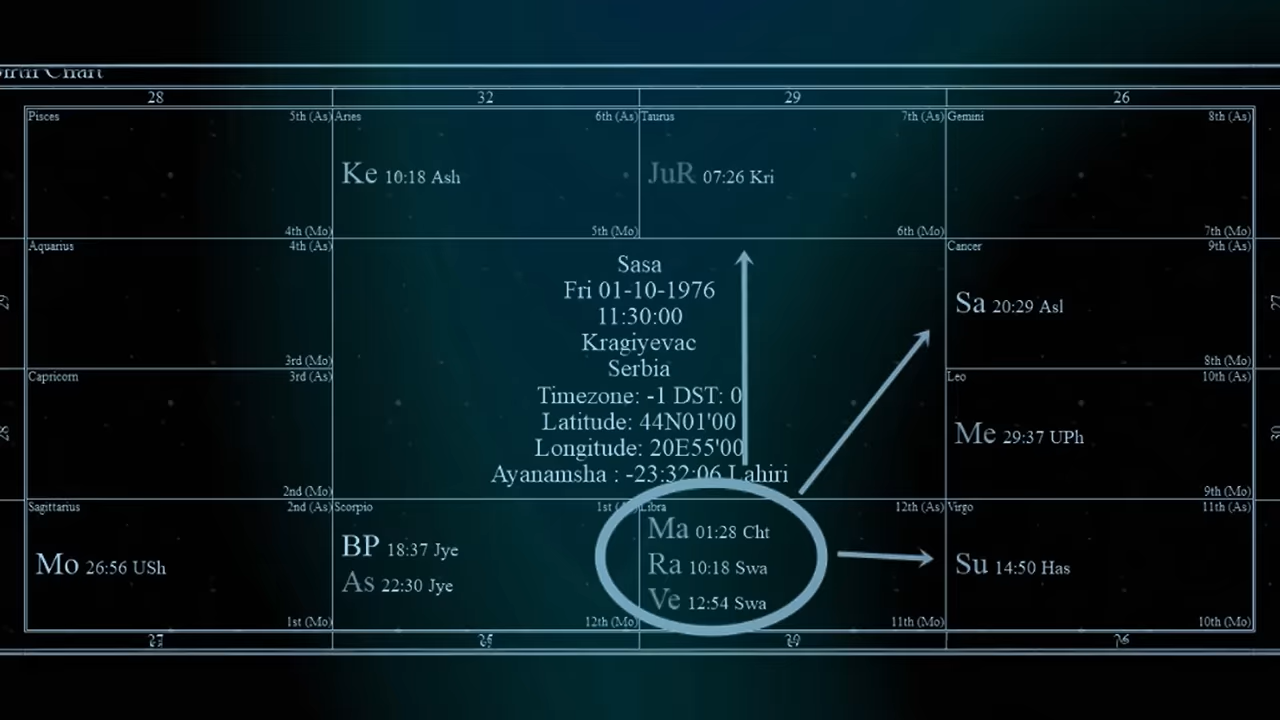 Birth Chart
28 32 29 26
Pisces 5th (As) Aries 6th (As) Taurus 7th (As) Gemini 8th (As)
Ke 10:18 Ash JuR 07:26 Kri
4th (Mo) 5th (Mo) 6th (Mo) 7th (Mo)
Aquarius 4th (As) Cancer 9th (As)
Sasa
Fri 01-10-1976
29 Sa 20:29 Asl 27
11:30:00
Kragiyevac
3rd (Mo) 8th (Mo)
Serbia
Capricorn 3rd (As) Leo 10th (As)
Timezone: -1 DST: 0
Latitude: 44N01'00
28 Me 29:37 UPh 30
Longitude: 20E55'00
Ayanamsha : -23:32:06 Lahiri
2nd (Mo) 9th (Mo)
Sagittarius 2nd (As) Scorpio 1st Libra 12th (As) Virgo 11th (As)
Ma 01:28 Cht
BP 18:37 Jye
Mo 26:56 USh Ra 10:18 Swa Su 14:50 Has
As 22:30 Jye
Ve 12:54 Swa
1st (Mo) 12th (Mo) 11th (Mo) 10th (Mo)